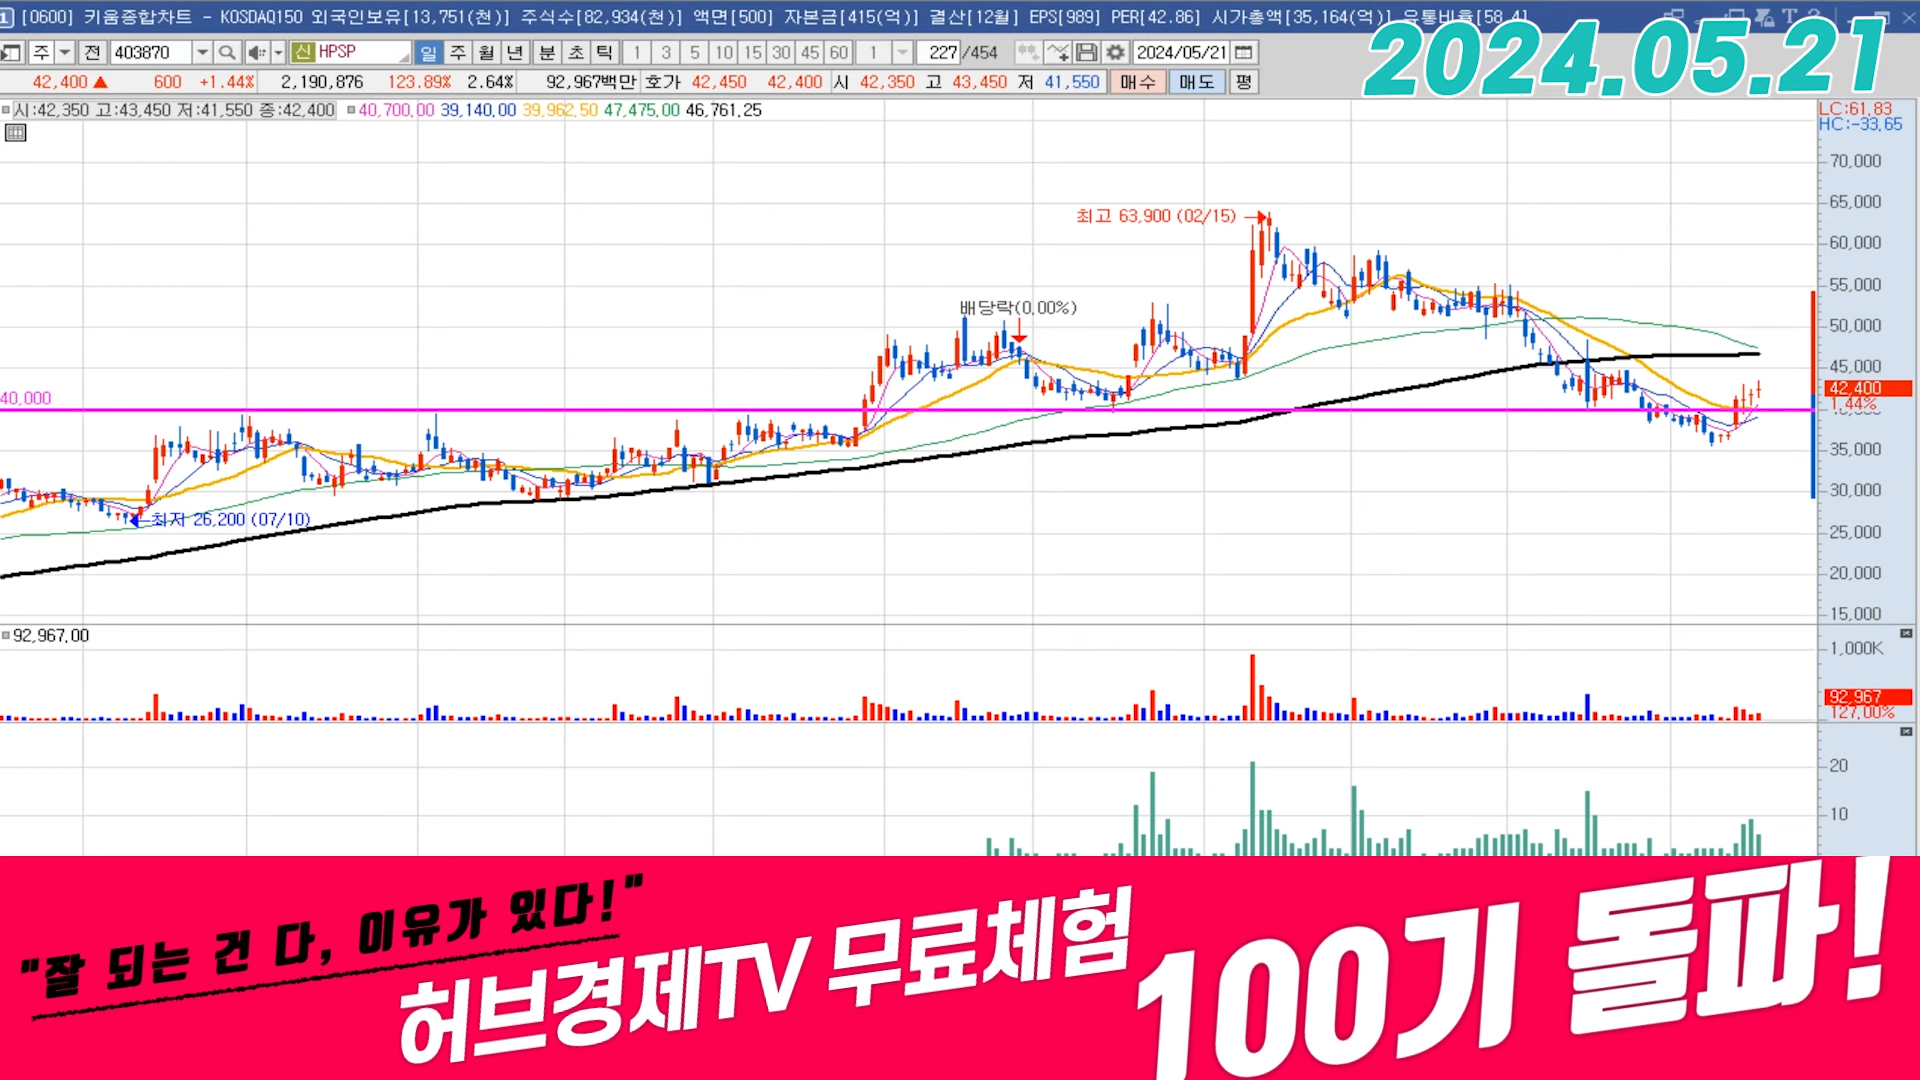 [0600] 키움종합차트 - KOSDAQ150 외국인보유[13,751(천)] 주식수[82,934(천)] 액면[500] 자본금[415(억)] 결산[12월] EPS[989] PER[42.86] 시가총액[35,164(억)] 유통비율[58.4]
2024.05.21
주 전 403870 신 HPSP 일 주 월 년 분 초 틱 1 3 5 10 15 30 45 60 1 227 /454 2024/05/21
42,400 ▲ 600 +1.44% 2,190,876 123.89% 2.64% 92,967백만 호가 42,450 42,400 시 42,350 고 43,450 저 41,550 매수 매도 평
시:42,350 고:43,450 저:41,550 종:42,400 40,700.00 39,140.00 39,962.50 47,475.00 46,761.25
LC:61.83
HC:-33.65
70,000
65,000
최고 63,900 (02/15)
60,000
55,000
배당락(0.00%)
50,000
45,000
42,400
1.44%
40,000
35,000
30,000
최저 26,200 (07/10)
25,000
20,000
15,000
92,967.00
1,000K
92,967
127.00%
20
10
"잘 되는 건 다, 이유가 있다!"
허브경제TV 무료체험
100기 돌파!